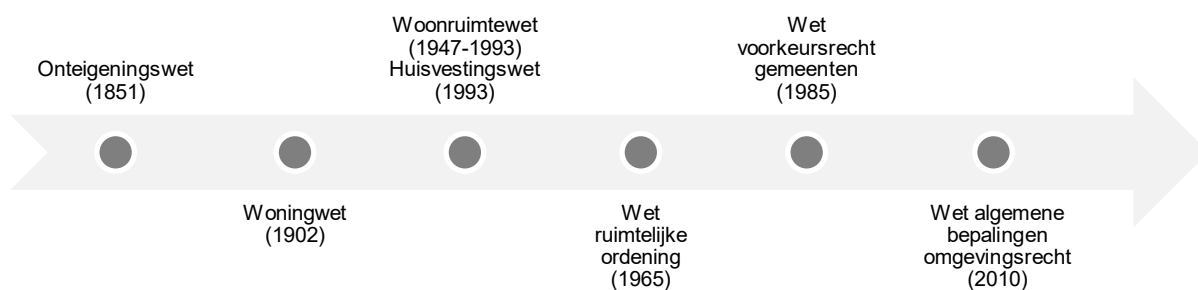 Onteigeningswet
(1851)
Woningwet
(1902)
Woonruimtewet
(1947-1993)
Huisvestingswet
(1993)
Wet
ruimtelijke
ordening
(1965)
Wet
voorkeursrecht
gemeenten
(1985)
Wet algemene
bepalingen
omgevingsrecht
(2010)